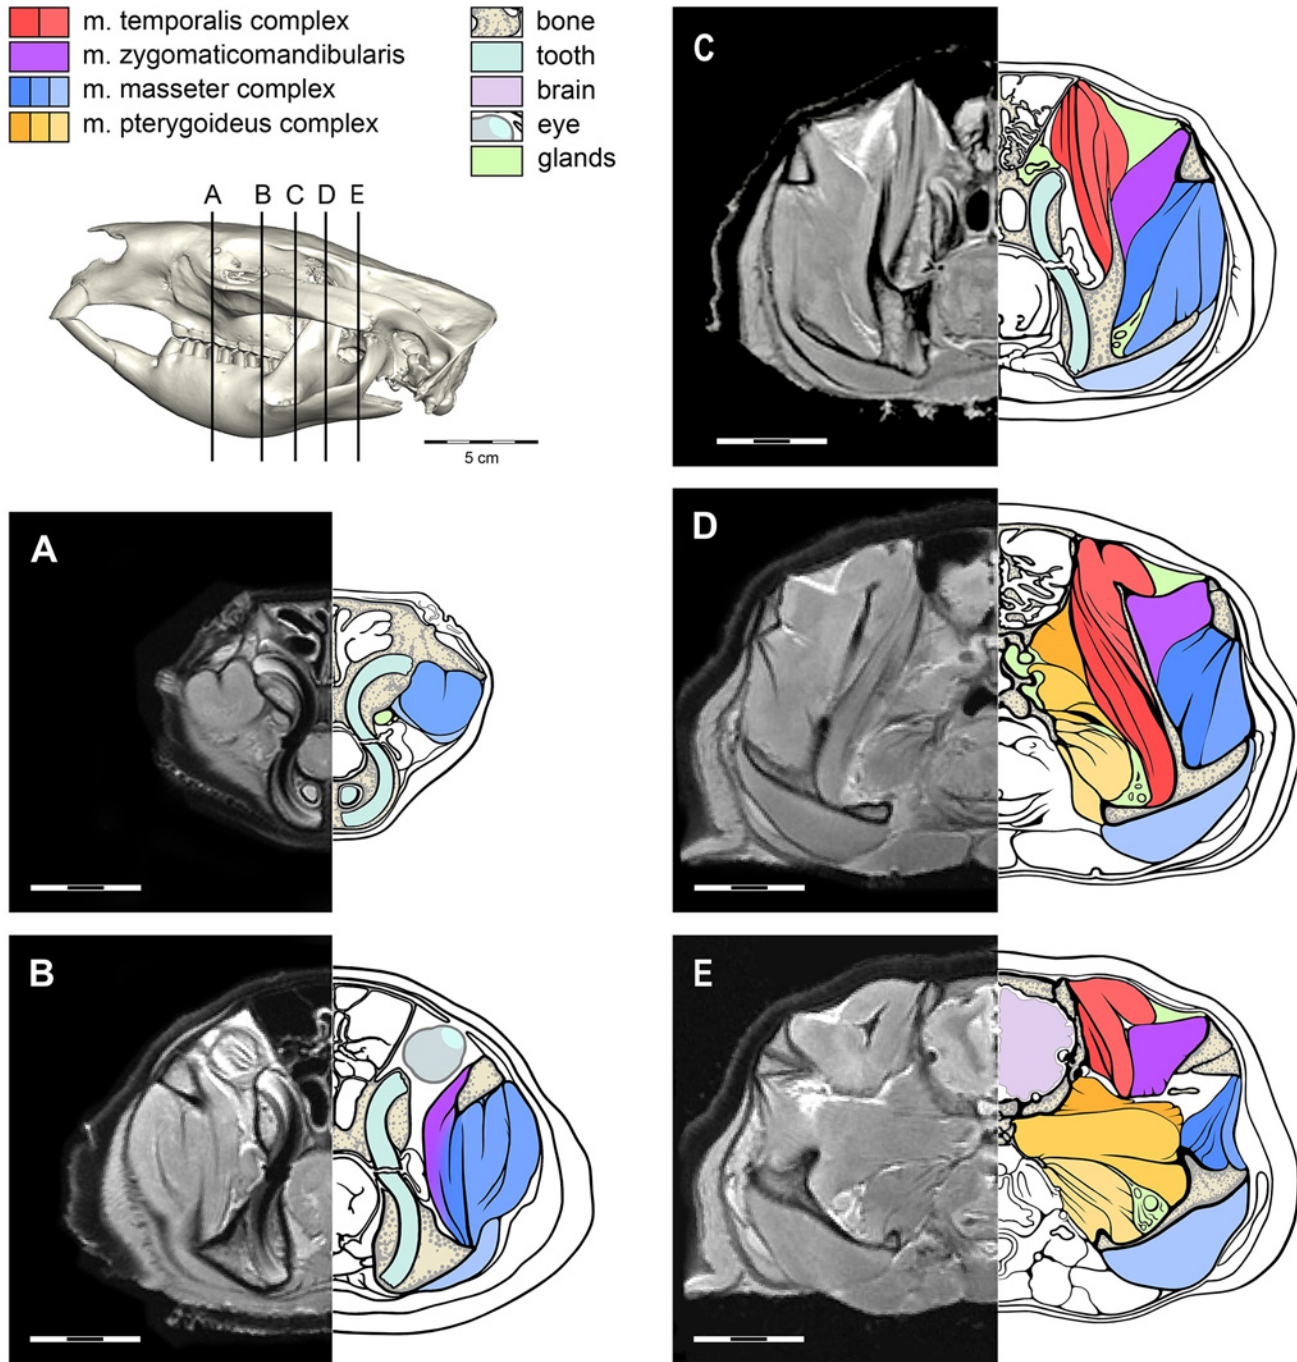 m. temporalis complex
m. zygomaticomandibularis
m. masseter complex
m. pterygoideus complex
bone
tooth
brain
eye
glands
A B C D E
5 cm
A
B
C
D
E